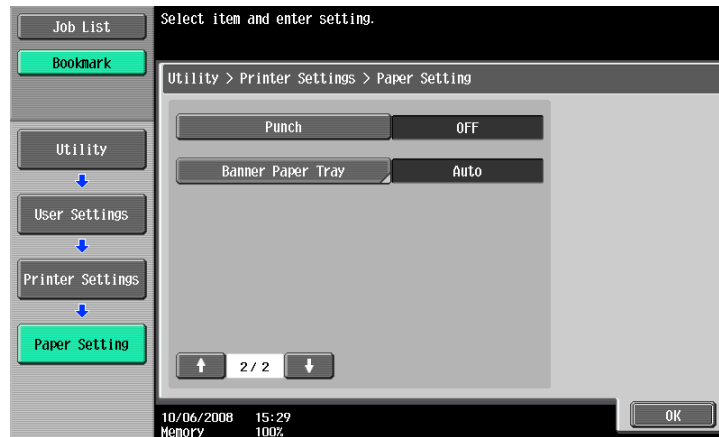 Job List
Bookmark
Utility
User Settings
Printer Settings
Paper Setting
Select item and enter setting.
Utility > Printer Settings > Paper Setting
Punch OFF
Banner Paper Tray Auto
2/ 2
OK
10/06/2008 15:29
Memory 100%